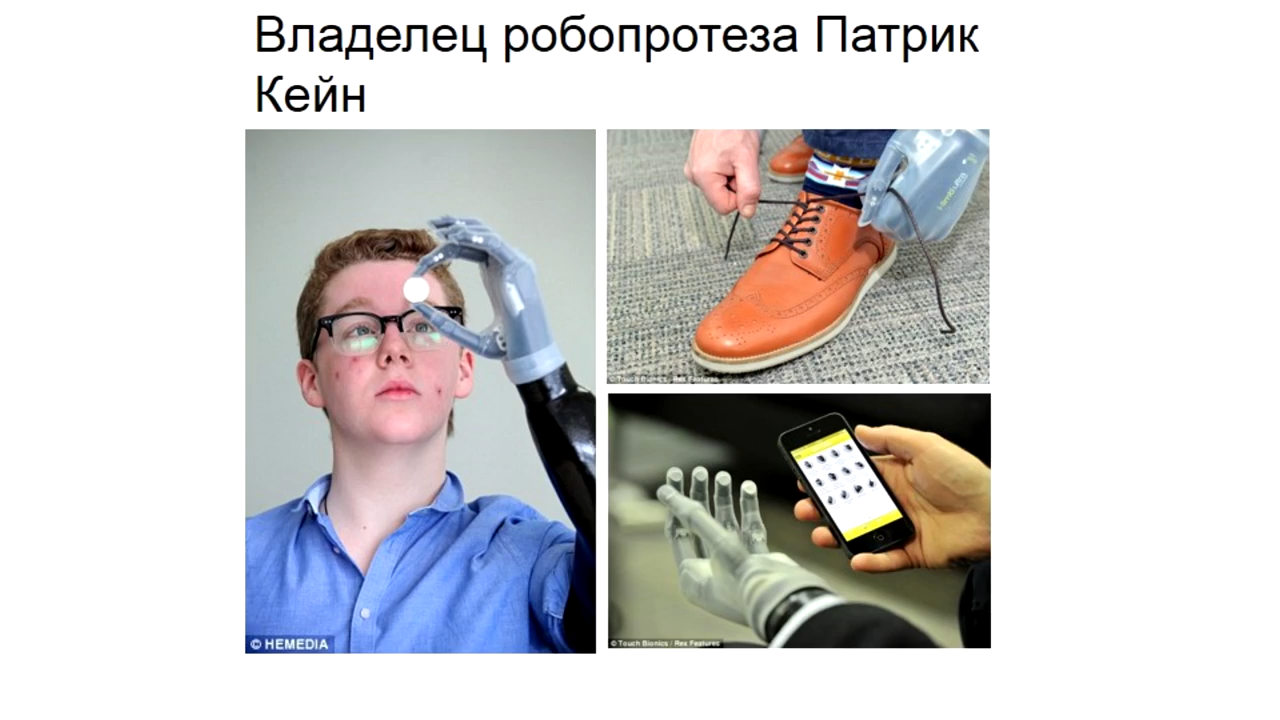 Владелец робопротеза Патрик
Кейн
© HEMEDIA
© Touch Bionics / Rex Features
© Touch Bionics / Rex Features